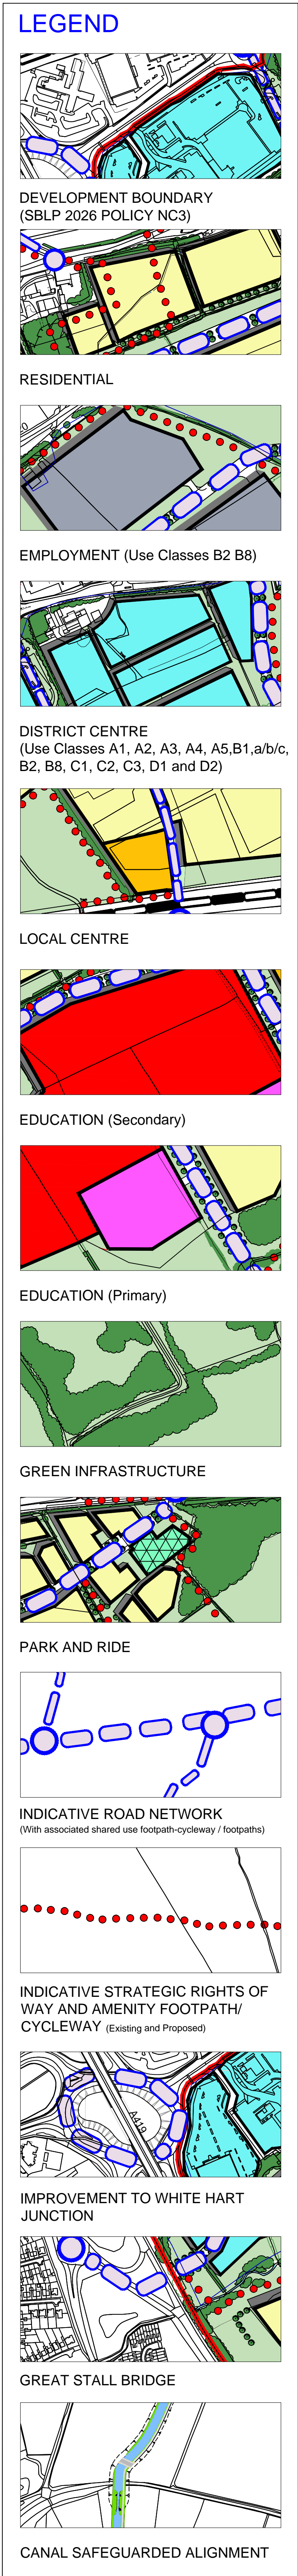 LEGEND
DEVELOPMENT BOUNDARY
(SBLP 2026 POLICY NC3)
RESIDENTIAL
EMPLOYMENT (Use Classes B2 B8)
DISTRICT CENTRE
(Use Classes A1, A2, A3, A4, A5,B1,a/b/c,
B2, B8, C1, C2, C3, D1 and D2)
LOCAL CENTRE
EDUCATION (Secondary)
EDUCATION (Primary)
GREEN INFRASTRUCTURE
PARK AND RIDE
INDICATIVE ROAD NETWORK
(With associated shared use footpath-cycleway / footpaths)
INDICATIVE STRATEGIC RIGHTS OF
WAY AND AMENITY FOOTPATH/
CYCLEWAY (Existing and Proposed)
A419
IMPROVEMENT TO WHITE HART
JUNCTION
GREAT STALL BRIDGE
CANAL SAFEGUARDED ALIGNMENT